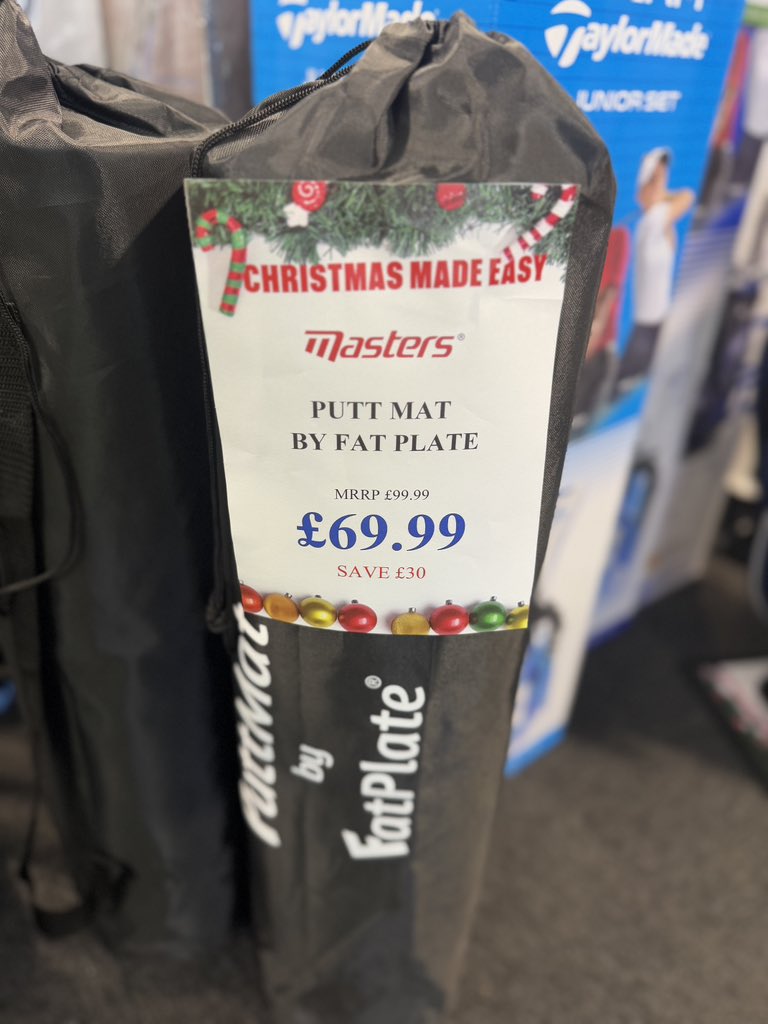 TaylorMade
TaylorMade
JUNIOR SET
CHRISTMAS MADE EASY
Masters®
PUTT MAT
BY FAT PLATE
MRRP £99.99
£69.99
SAVE £30
PuttMat
by
FatPlate®